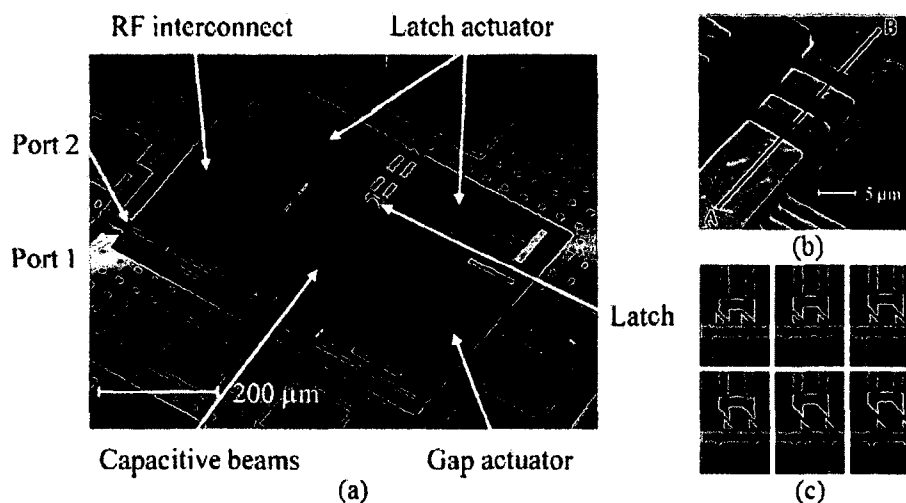 RF interconnect
Latch actuator
Port 2
Port 1
Latch
200 μm
Capacitive beams
Gap actuator
(a)
B
A
5 μm
(b)
(c)